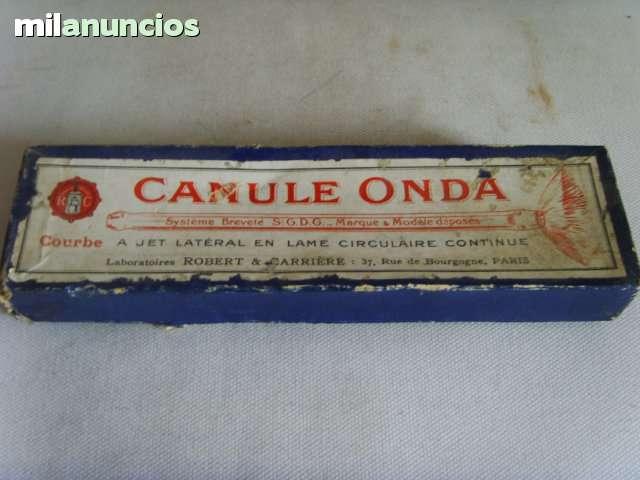 milanuncios
R & C
CANULE ONDA
Système Breveté S.G.D.G... Marque & Modèle déposés
Courbe A JET LATÉRAL EN LAME CIRCULAIRE CONTINUE
Laboratoires ROBERT & CARRIÈRE : 37, Rue de Bourgogne, PARIS